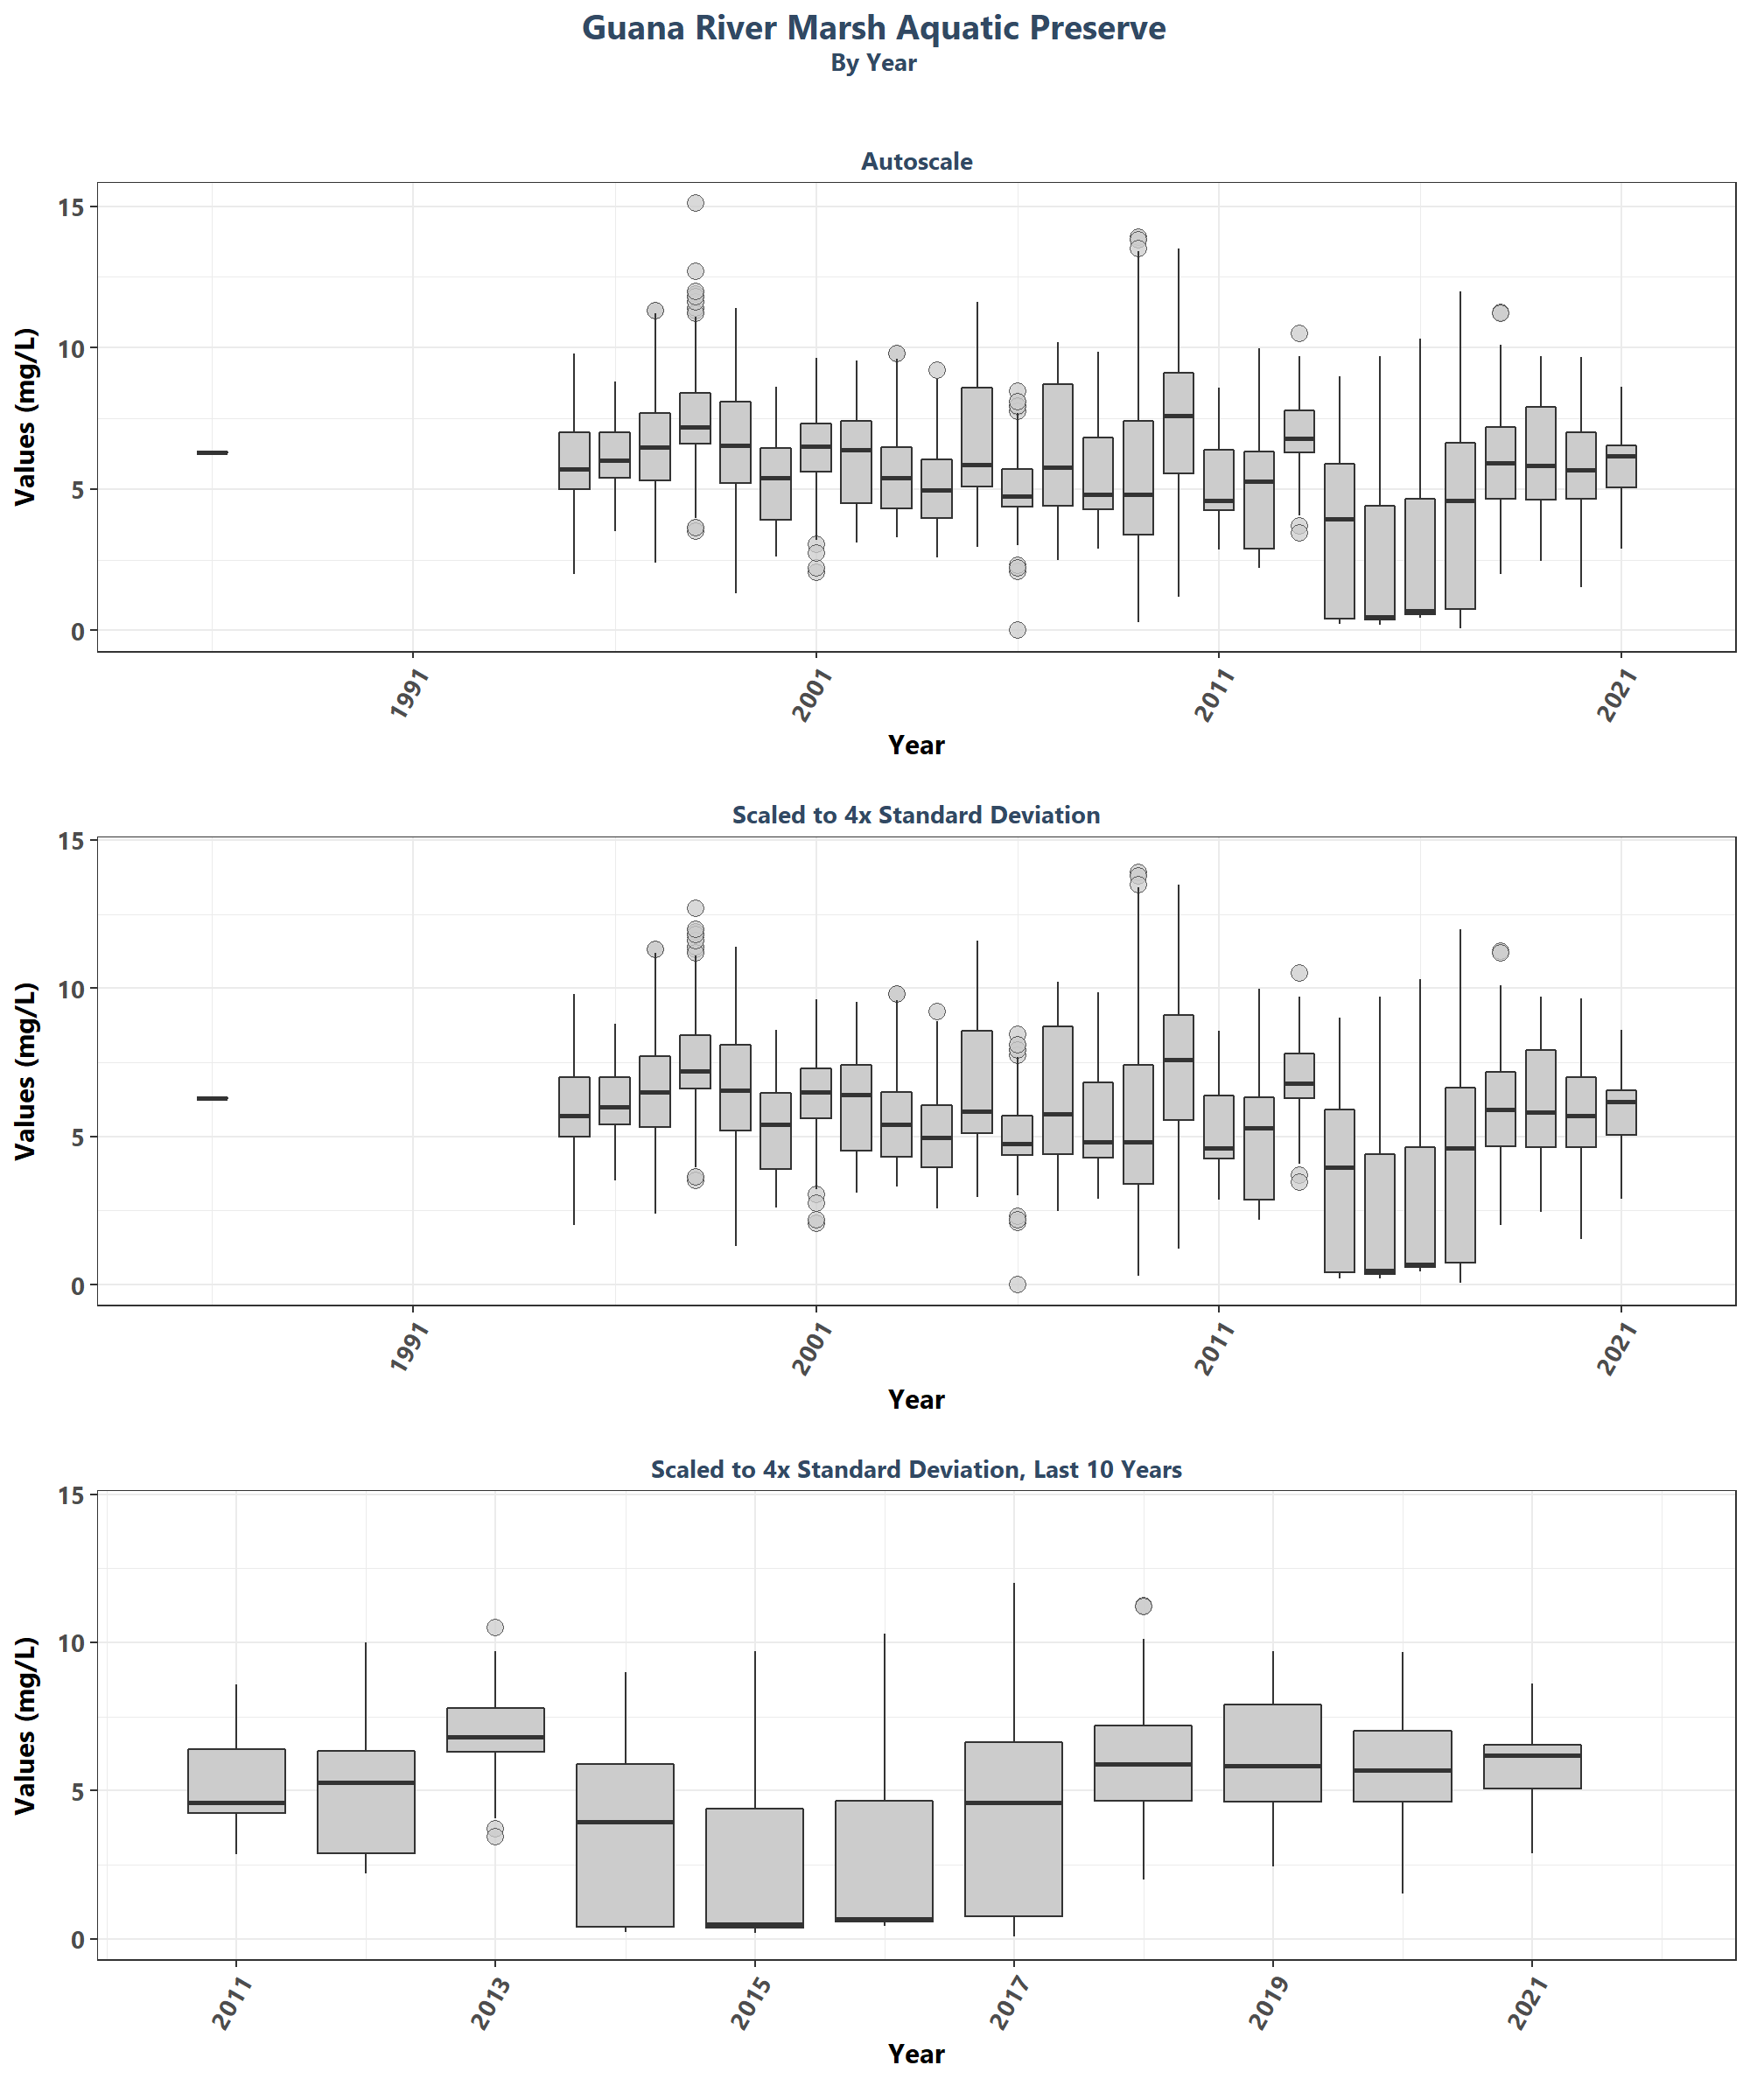 Guana River Marsh Aquatic Preserve
By Year
Autoscale
Values (mg/L)
15
10
5
0
1991
2001
2011
2021
Year
Scaled to 4x Standard Deviation
Values (mg/L)
15
10
5
0
1991
2001
2011
2021
Year
Scaled to 4x Standard Deviation, Last 10 Years
Values (mg/L)
15
10
5
0
2011
2013
2015
2017
2019
2021
Year